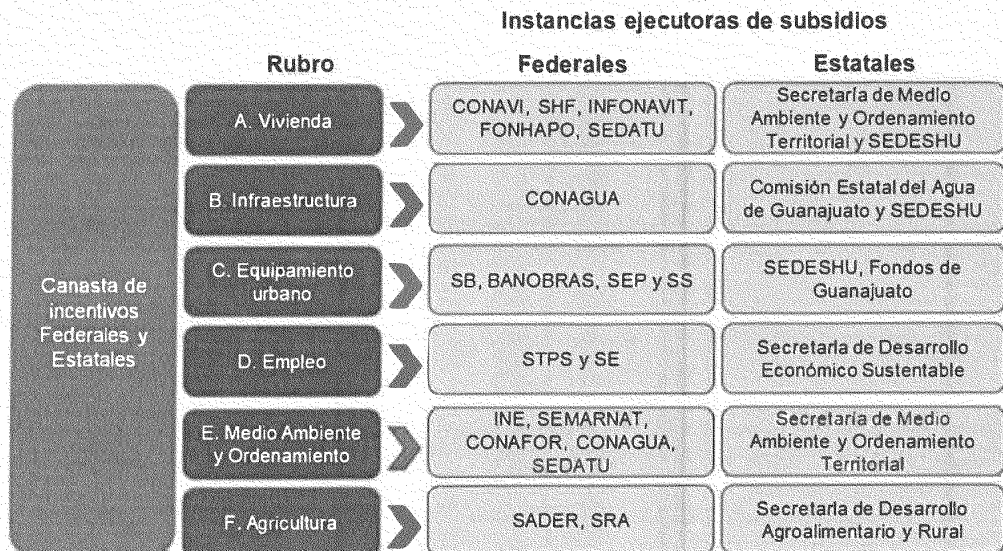 Instancias ejecutoras de subsidios
Rubro
Federales
Estatales
Canasta de
incentivos
Federales y
Estatales
A. Vivienda
CONAVI, SHF, INFONAVIT,
FONHAPO, SEDATU
Secretaría de Medio
Ambiente y Ordenamiento
Territorial y SEDESHU
B. Infraestructura
CONAGUA
Comisión Estatal del Agua
de Guanajuato y SEDESHU
C. Equipamiento
urbano
SB, BANOBRAS, SEP y SS
SEDESHU, Fondos de
Guanajuato
D. Empleo
STPS y SE
Secretaría de Desarrollo
Económico Sustentable
E. Medio Ambiente
y Ordenamiento
INE, SEMARNAT,
CONAFOR, CONAGUA,
SEDATU
Secretaría de Medio
Ambiente y Ordenamiento
Territorial
F. Agricultura
SADER, SRA
Secretaría de Desarrollo
Agroalimentario y Rural